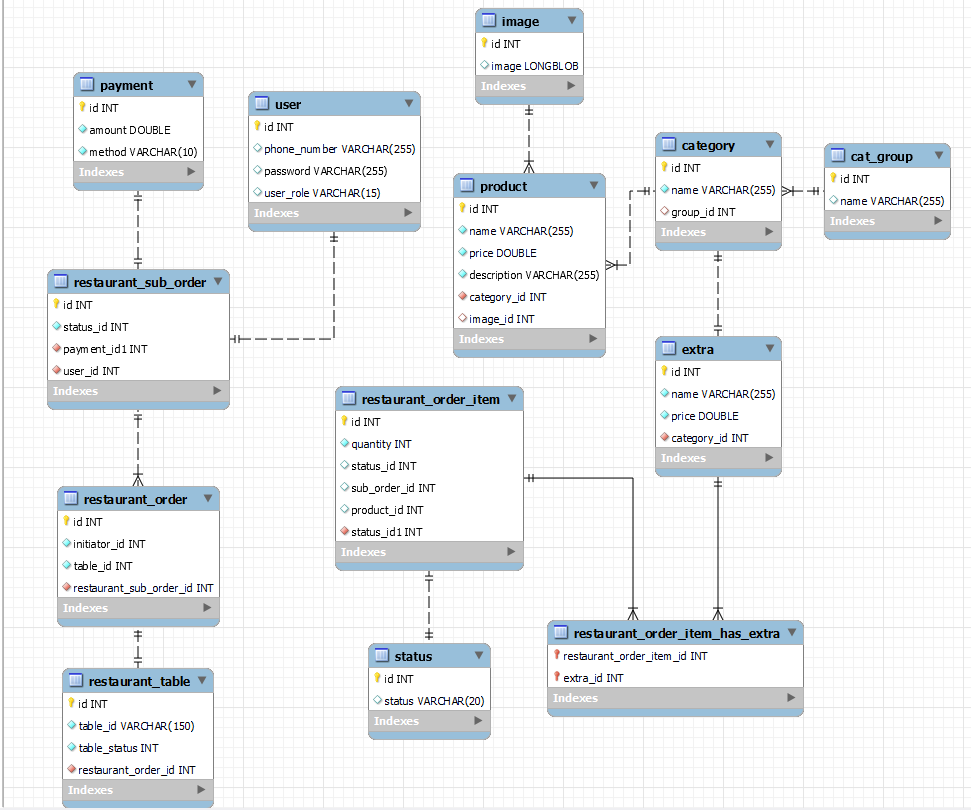 image
id INT
image LONGBLOB
Indexes
payment
id INT
amount DOUBLE
method VARCHAR(10)
Indexes
user
id INT
phone_number VARCHAR(255)
password VARCHAR(255)
user_role VARCHAR(15)
Indexes
product
id INT
name VARCHAR(255)
price DOUBLE
description VARCHAR(255)
category_id INT
image_id INT
Indexes
category
id INT
name VARCHAR(255)
group_id INT
Indexes
cat_group
id INT
name VARCHAR(255)
Indexes
restaurant_sub_order
id INT
status_id INT
payment_id1 INT
user_id INT
Indexes
extra
id INT
name VARCHAR(255)
price DOUBLE
category_id INT
Indexes
restaurant_order_item
id INT
quantity INT
status_id INT
sub_order_id INT
product_id INT
status_id1 INT
Indexes
restaurant_order
id INT
initiator_id INT
table_id INT
restaurant_sub_order_id INT
Indexes
restaurant_order_item_has_extra
restaurant_order_item_id INT
extra_id INT
Indexes
status
id INT
status VARCHAR(20)
Indexes
restaurant_table
id INT
table_id VARCHAR(150)
table_status INT
restaurant_order_id INT
Indexes